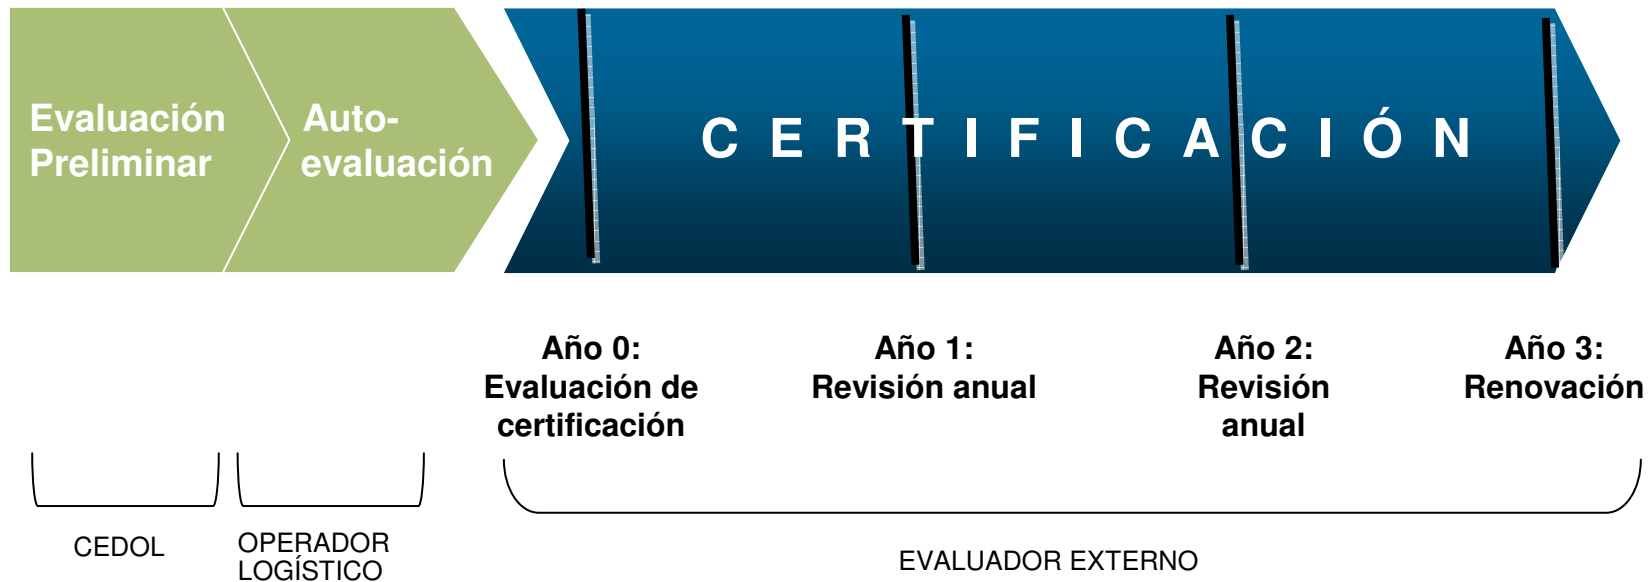 Evaluación
Preliminar
Auto-
evaluación
CERTIFICACIÓN
Año 0:
Evaluación de
certificación
Año 1:
Revisión anual
Año 2:
Revisión
anual
Año 3:
Renovación
CEDOL
OPERADOR
LOGÍSTICO
EVALUADOR EXTERNO